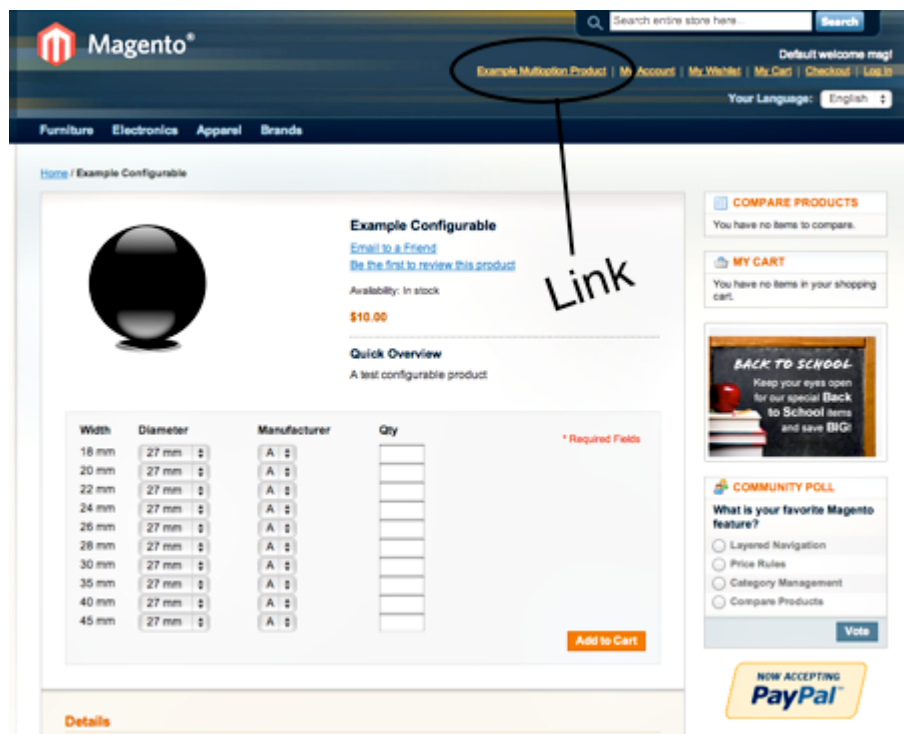 Search entire store here...
Search
Magento®
Default welcome msg!
Example Multioption Product | My Account | My Wishlist | My Cart | Checkout | Log In
Your Language: English
Furniture Electronics Apparel Brands
Home / Example Configurable
Example Configurable
Email to a Friend
Be the first to review this product
Availability: In stock
$10.00
Quick Overview
A test configurable product
Link
COMPARE PRODUCTS
You have no items to compare.
MY CART
You have no items in your shopping
cart.
BACK TO SCHOOL
Keep your eyes open
for our special Back
to School items
and save BIG!
Width Diameter Manufacturer Qty
* Required Fields
18 mm 27 mm A
20 mm 27 mm A
22 mm 27 mm A
24 mm 27 mm A
26 mm 27 mm A
28 mm 27 mm A
30 mm 27 mm A
35 mm 27 mm A
40 mm 27 mm A
45 mm 27 mm A
Add to Cart
COMMUNITY POLL
What is your favorite Magento
feature?
Layered Navigation
Price Rules
Category Management
Compare Products
Vote
NOW ACCEPTING
PayPal™
Details